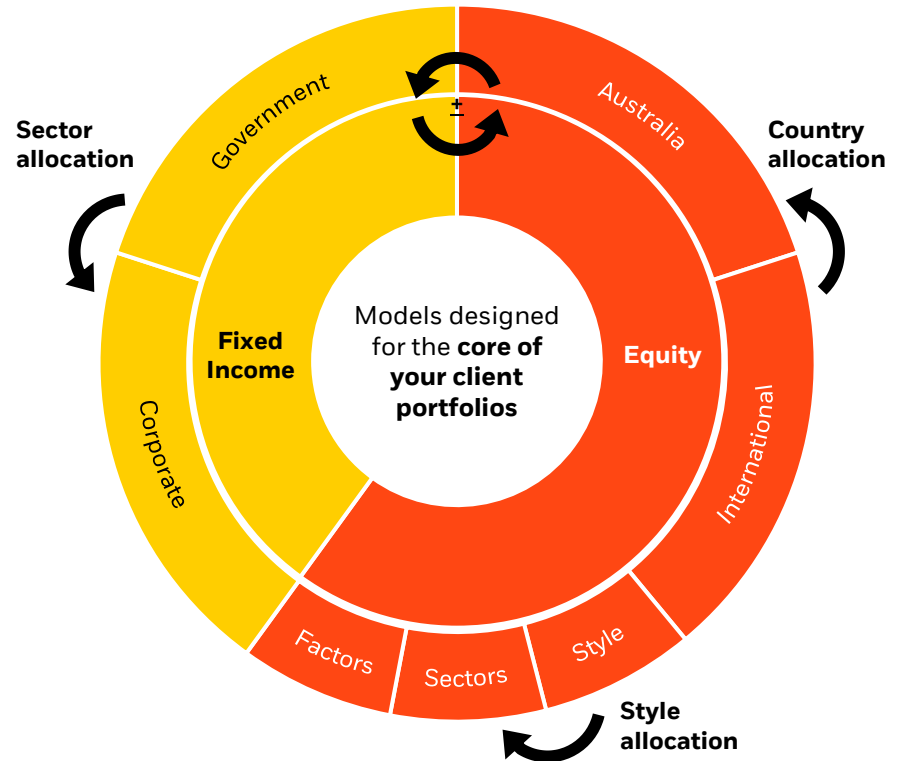 Government
Australia
+
Sector
allocation
Country
allocation
Models designed
for the core of
your client
portfolios
Fixed
Income
Equity
Corporate
International
Factors
Sectors
Style
Style
allocation